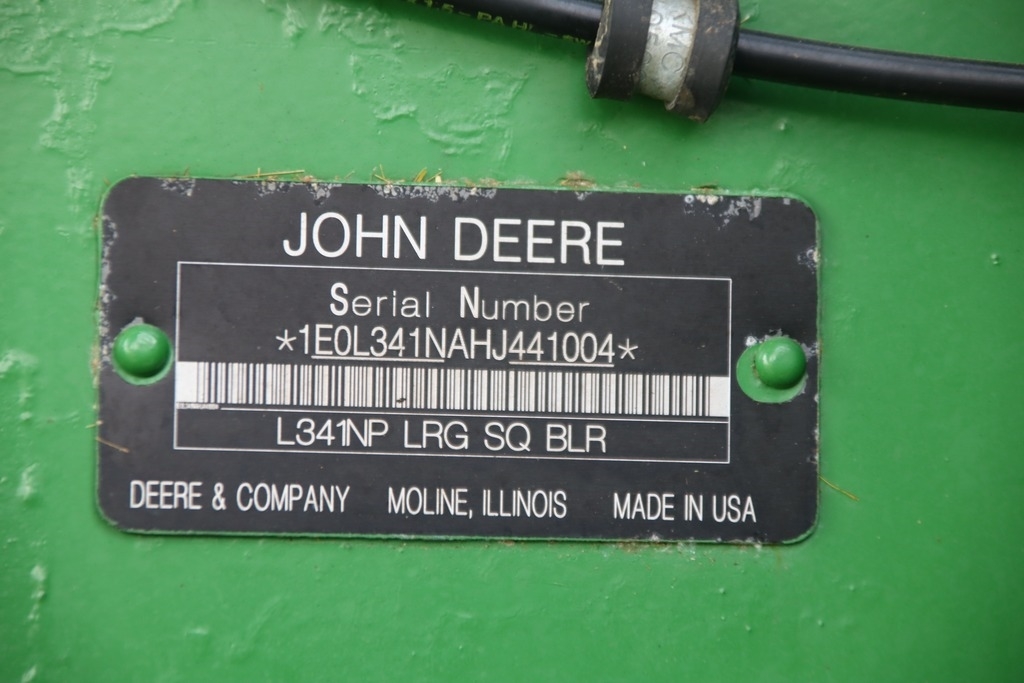 JOHN DEERE
Serial Number
*1E0L341NAHJ441004*
L341NP LRG SQ BLR
DEERE & COMPANY MOLINE, ILLINOIS MADE IN USA